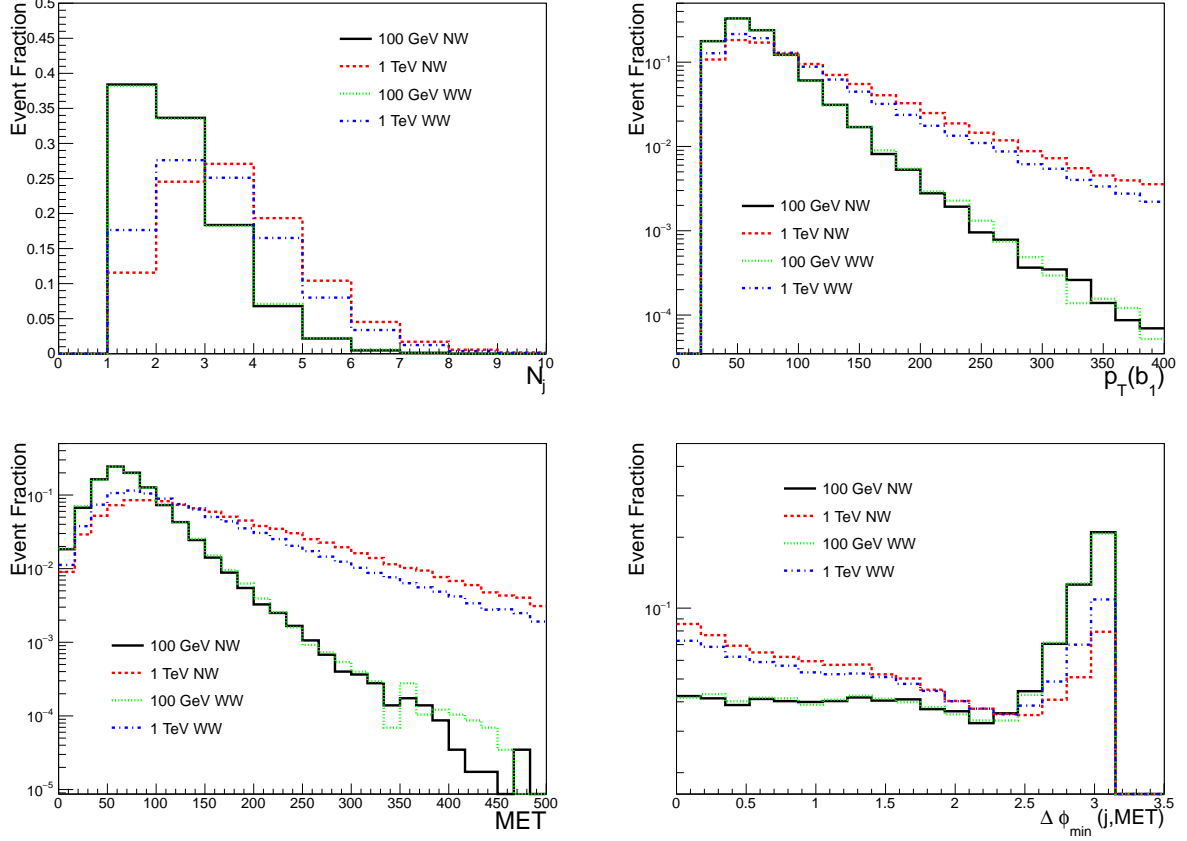 Event Fraction
0.5
0.45
0.4
0.35
0.3
0.25
0.2
0.15
0.1
0.05
0
100 GeV NW
1 TeV NW
100 GeV WW
1 TeV WW
0 1 2 3 4 5 6 7 8 9 10
N_j
Event Fraction
10^{-1}
10^{-2}
10^{-3}
10^{-4}
100 GeV NW
1 TeV NW
100 GeV WW
1 TeV WW
0 50 100 150 200 250 300 350 400
p_T(b_1)
Event Fraction
10^{-1}
10^{-2}
10^{-3}
10^{-4}
10^{-5}
100 GeV NW
1 TeV NW
100 GeV WW
1 TeV WW
0 50 100 150 200 250 300 350 400 450 500
MET
Event Fraction
10^{-1}
100 GeV NW
1 TeV NW
100 GeV WW
1 TeV WW
0 0.5 1 1.5 2 2.5 3 3.5
Δ ϕ_{min} (j,MET)